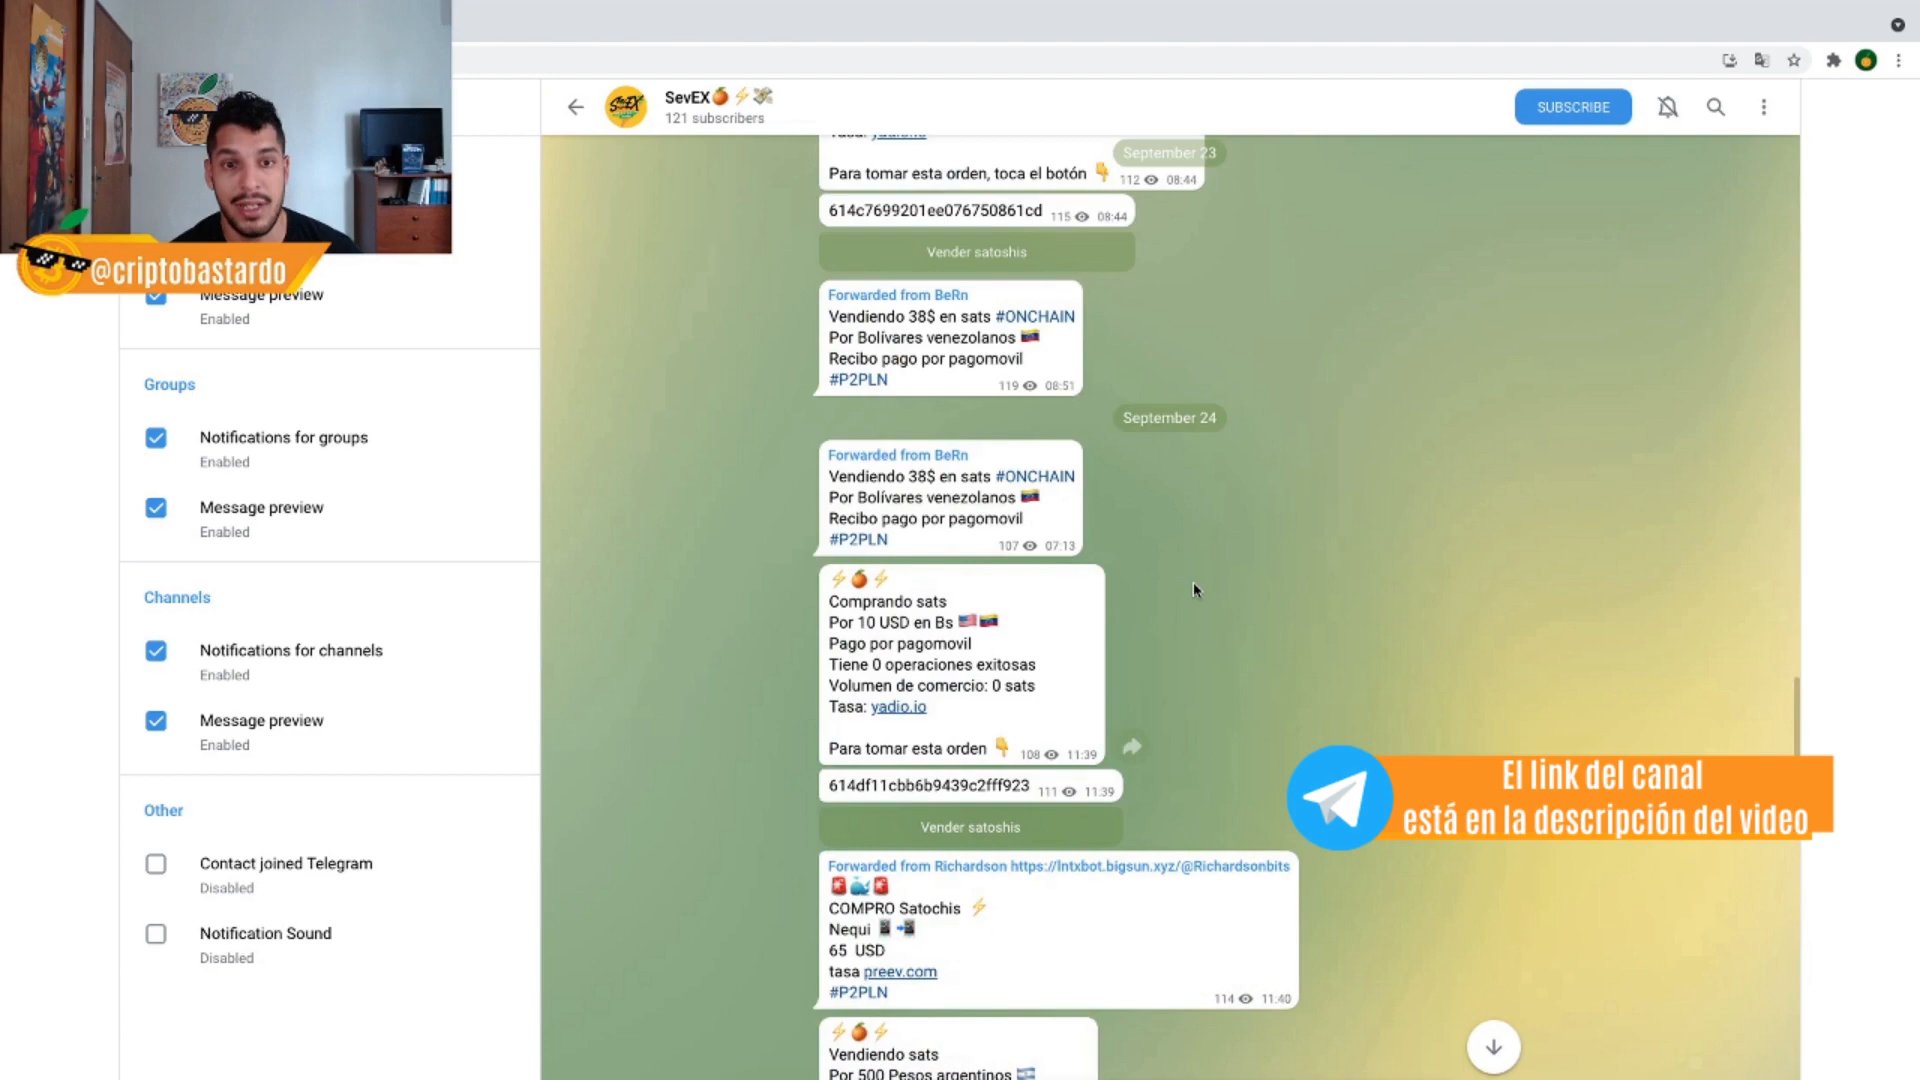 @criptobastardo
Message preview
Enabled
Groups
Notifications for groups
Enabled
Message preview
Enabled
Channels
Notifications for channels
Enabled
Message preview
Enabled
Other
Contact joined Telegram
Disabled
Notification Sound
Disabled
SevEX
121 subscribers
SUBSCRIBE
Tasa: yadio.io
September 23
Para tomar esta orden, toca el botón
112 08:44
614c7699201ee076750861cd 115 08:44
Vender satoshis
Forwarded from BeRn
Vendiendo 38$ en sats #ONCHAIN
Por Bolívares venezolanos
Recibo pago por pagomovil
#P2PLN 119 08:51
September 24
Forwarded from BeRn
Vendiendo 38$ en sats #ONCHAIN
Por Bolívares venezolanos
Recibo pago por pagomovil
#P2PLN 107 07:13
Comprando sats
Por 10 USD en Bs
Pago por pagomovil
Tiene 0 operaciones exitosas
Volumen de comercio: 0 sats
Tasa: yadio.io
Para tomar esta orden 108 11:39
614df11cbb6b9439c2fff923 111 11:39
Vender satoshis
Forwarded from Richardson https://lntxbot.bigsun.xyz/@Richardsonbits
COMPRO Satochis
Nequi
65 USD
tasa preev.com
#P2PLN 114 11:40
Vendiendo sats
Por 500 Pesos argentinos
El link del canal
está en la descripción del video